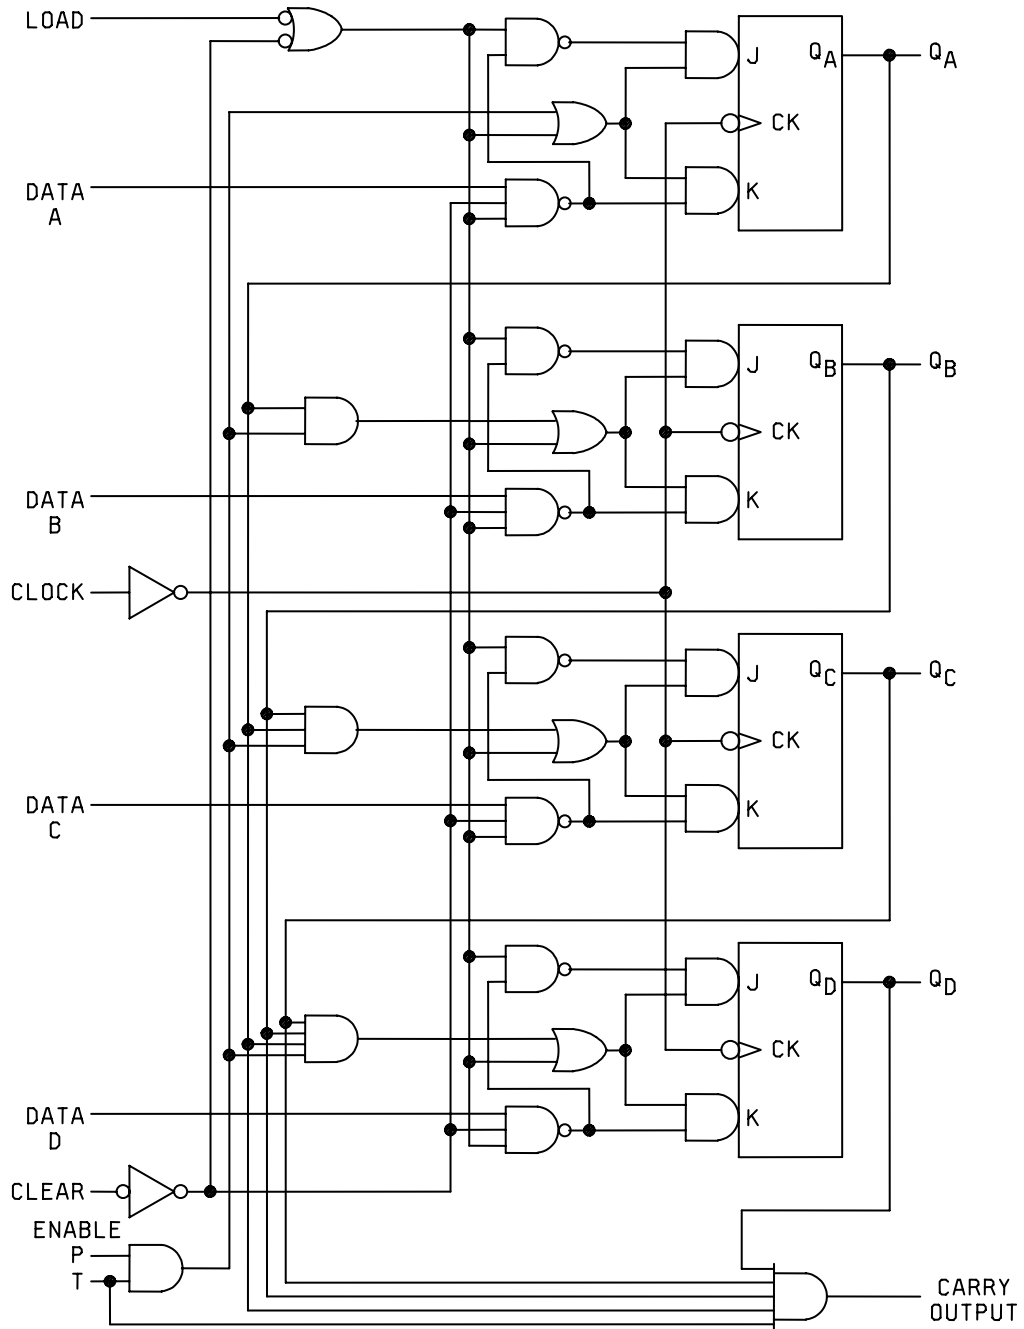 LOAD
J
QA
QA
CK
DATA
A
K
J
QB
QB
CK
DATA
B
K
CLOCK
J
QC
QC
CK
DATA
C
K
J
QD
QD
CK
DATA
D
K
CLEAR
ENABLE
P
T
CARRY
OUTPUT